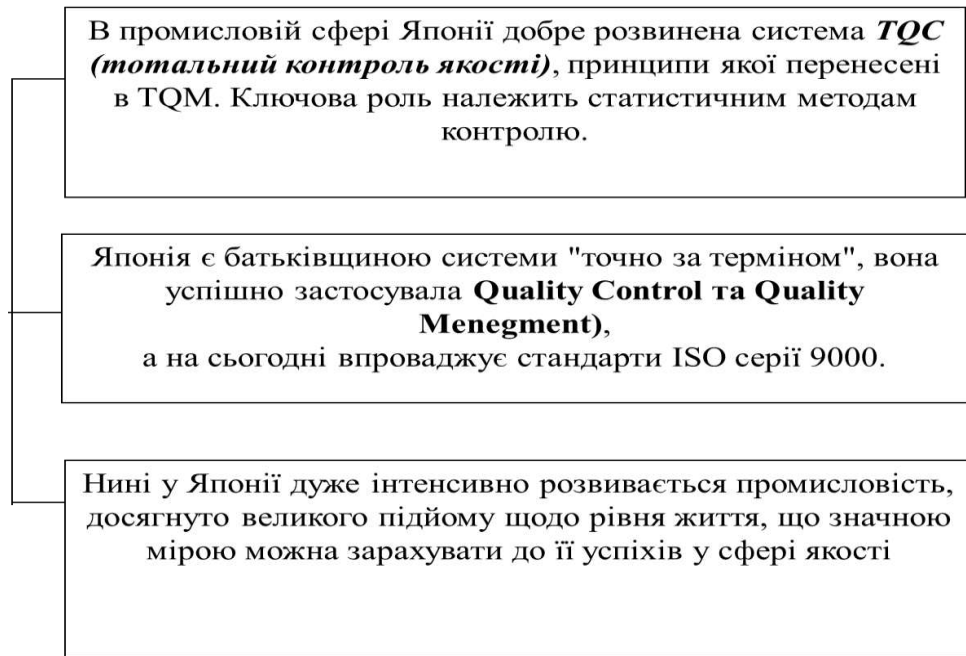 В промисловій сфері Японії добре розвинена система TQC
(тотальний контроль якості), принципи якої перенесені
в TQM. Ключова роль належить статистичним методам
контролю.
Японія є батьківщиною системи "точно за терміном", вона
успішно застосувала Quality Control та Quality
Menegment),
а на сьогодні впроваджує стандарти ISO серії 9000.
Нині у Японії дуже інтенсивно розвивається промисловість,
досягнуто великого підйому щодо рівня життя, що значною
мірою можна зарахувати до її успіхів у сфері якості